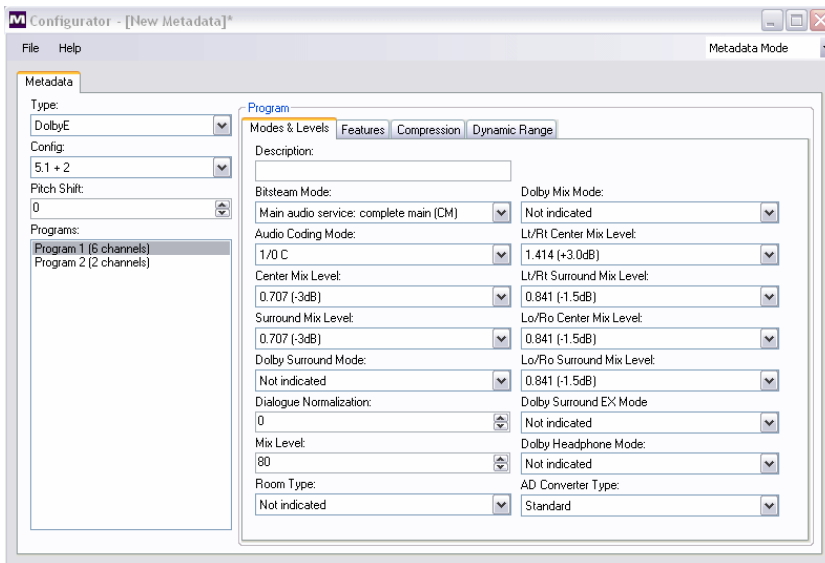 M Configurator - [New Metadata]*
File Help Metadata Mode
Metadata
Type:
DolbyE
Config:
5.1 + 2
Pitch Shift:
0
Programs:
Program 1 (6 channels)
Program 2 (2 channels)
Program
Modes & Levels Features Compression Dynamic Range
Description:
Bitsteam Mode:
Main audio service: complete main (CM)
Audio Coding Mode:
1/0 C
Center Mix Level:
0.707 (-3dB)
Surround Mix Level:
0.707 (-3dB)
Dolby Surround Mode:
Not indicated
Dialogue Normalization:
0
Mix Level:
80
Room Type:
Not indicated
Dolby Mix Mode:
Not indicated
Lt/Rt Center Mix Level:
1.414 (+3.0dB)
Lt/Rt Surround Mix Level:
0.841 (-1.5dB)
Lo/Ro Center Mix Level:
0.841 (-1.5dB)
Lo/Ro Surround Mix Level:
0.841 (-1.5dB)
Dolby Surround EX Mode
Not indicated
Dolby Headphone Mode:
Not indicated
AD Converter Type:
Standard